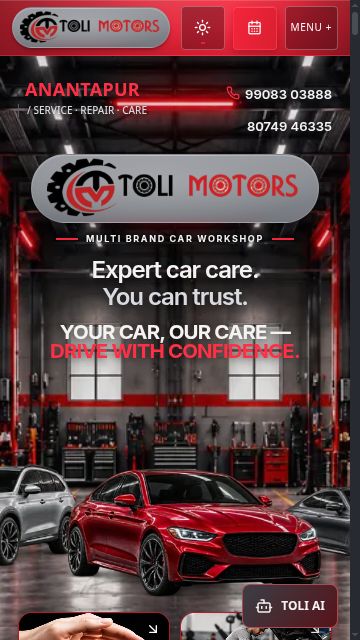 TOLI MOTORS
MENU +
ANANTAPUR
/ SERVICE · REPAIR · CARE
99083 03888
80749 46335
TOLI MOTORS
MULTI BRAND CAR WORKSHOP
Expert car care.
You can trust.
YOUR CAR, OUR CARE —
DRIVE WITH CONFIDENCE.
TOLI AI